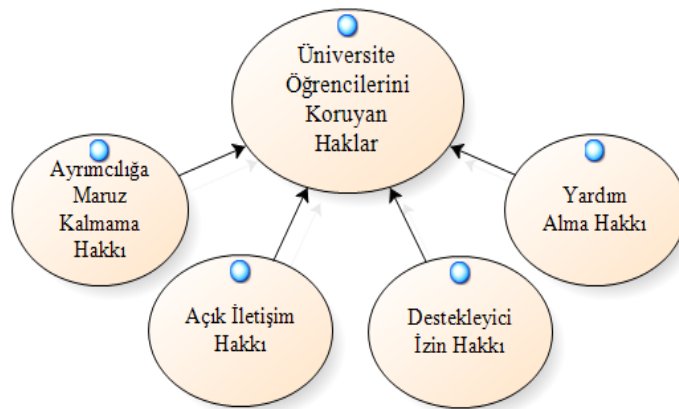 Üniversite
Öğrencilerini
Koruyan
Haklar
Ayrımcılığa
Maruz
Kalmama
Hakkı
Açık İletişim
Hakkı
Destekleyici
İzin Hakkı
Yardım
Alma Hakkı